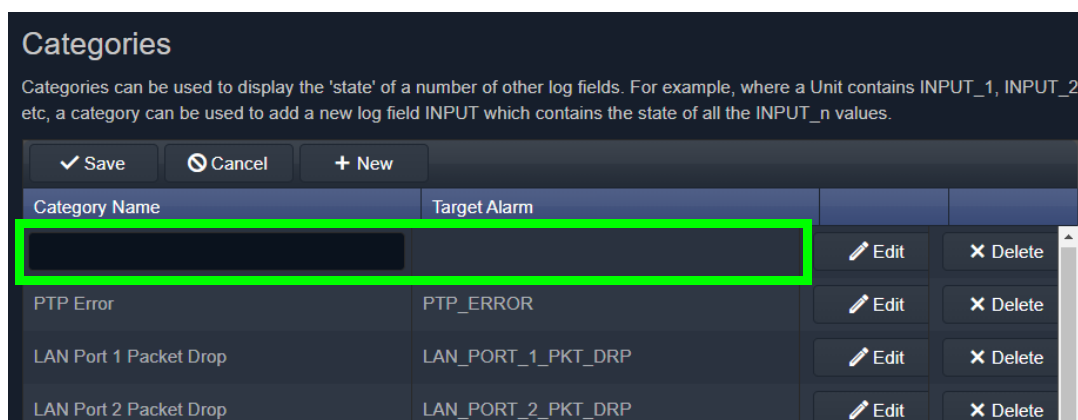 Categories
Categories can be used to display the 'state' of a number of other log fields. For example, where a Unit contains INPUT_1, INPUT_2
etc, a category can be used to add a new log field INPUT which contains the state of all the INPUT_n values.
Save Cancel New
Category Name Target Alarm
Edit Delete
PTP Error PTP_ERROR Edit Delete
LAN Port 1 Packet Drop LAN_PORT_1_PKT_DRP Edit Delete
LAN Port 2 Packet Drop LAN_PORT_2_PKT_DRP Edit Delete